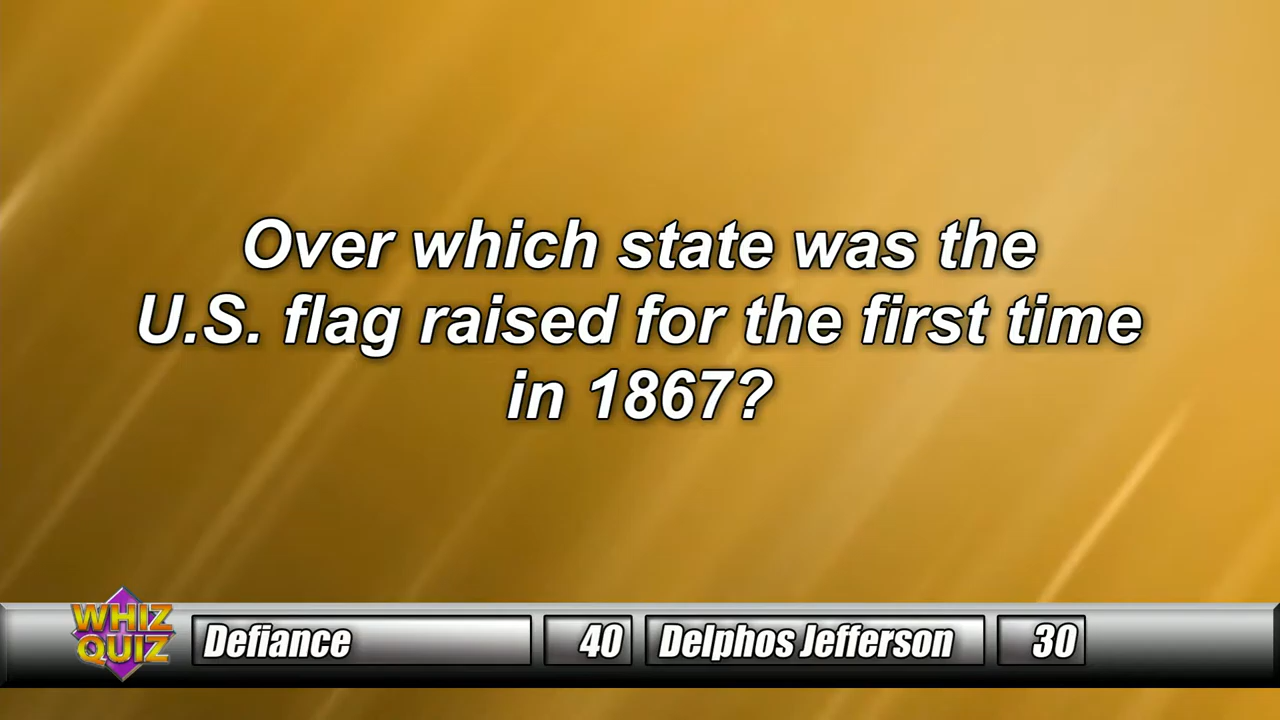 Over which state was the
U.S. flag raised for the first time
in 1867?
WHIZ
QUIZ
Defiance 40 Delphos Jefferson 30